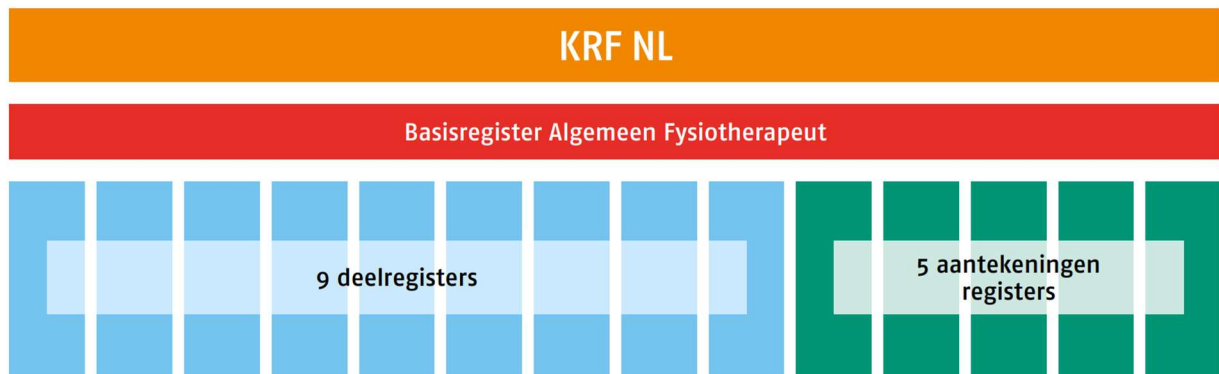 KRF NL
Basisregister Algemeen Fysiotherapeut
9 deelregisters
5 aantekeningen
registers